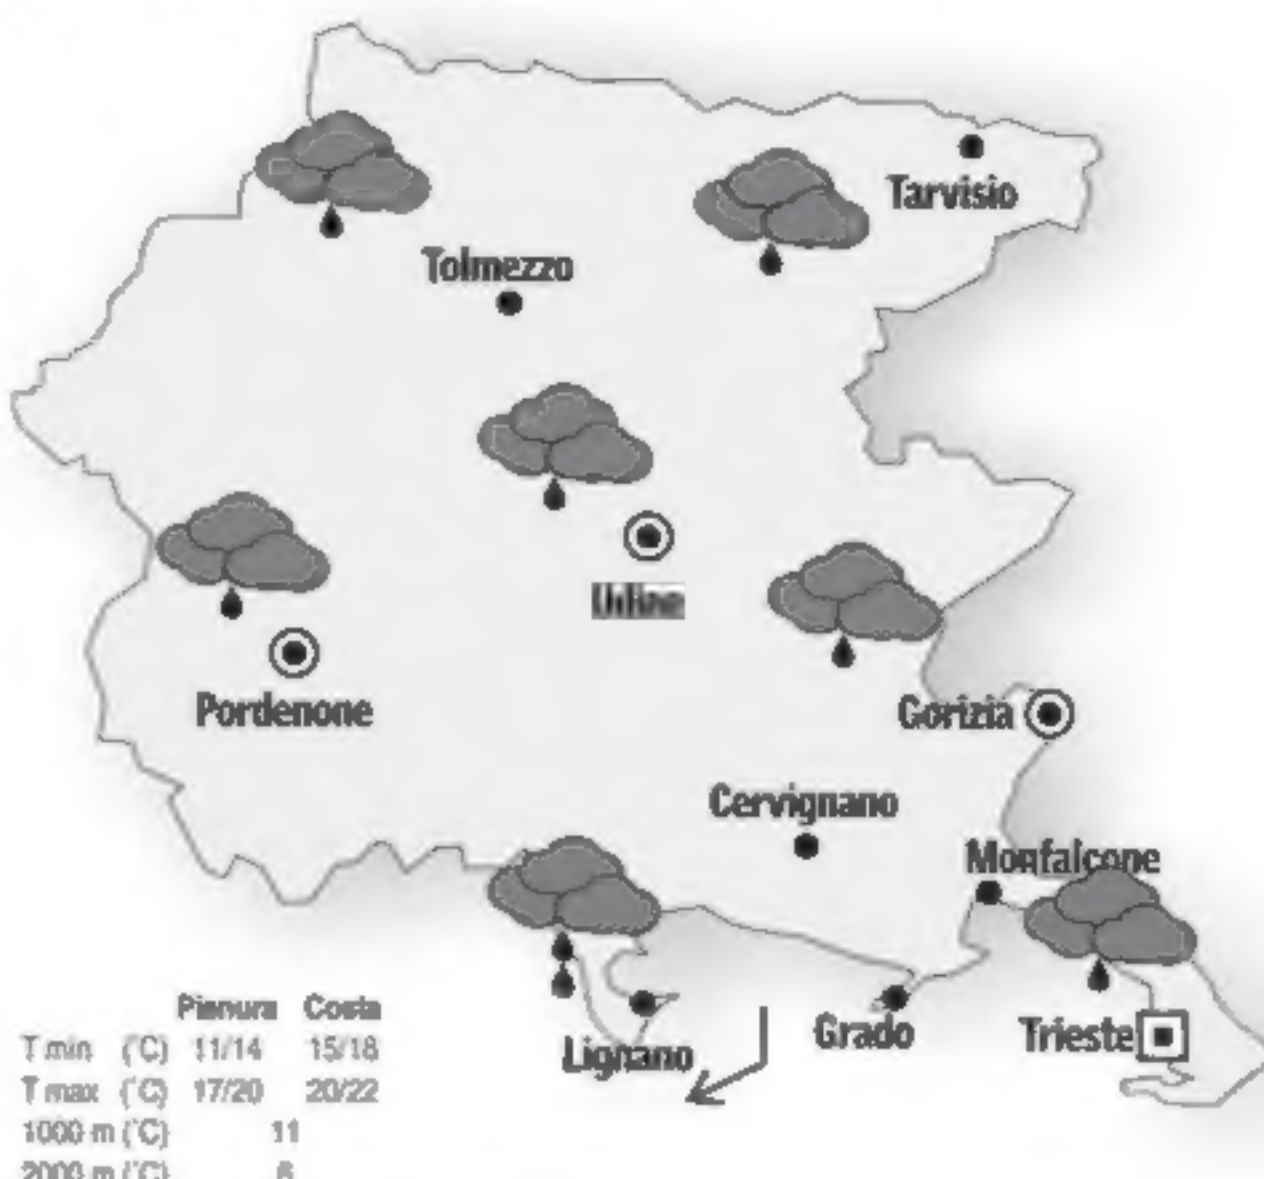 Tarvisio
Tolmezzo
Udine
Pordenone
Gorizia
Cervignano
Monfalcone
Grado
Trieste
Lignano
Pianura Costa
T min (°C) 11/14 15/18
T max (°C) 17/20 20/22
1000 m (°C) 11
2000 m (°C)